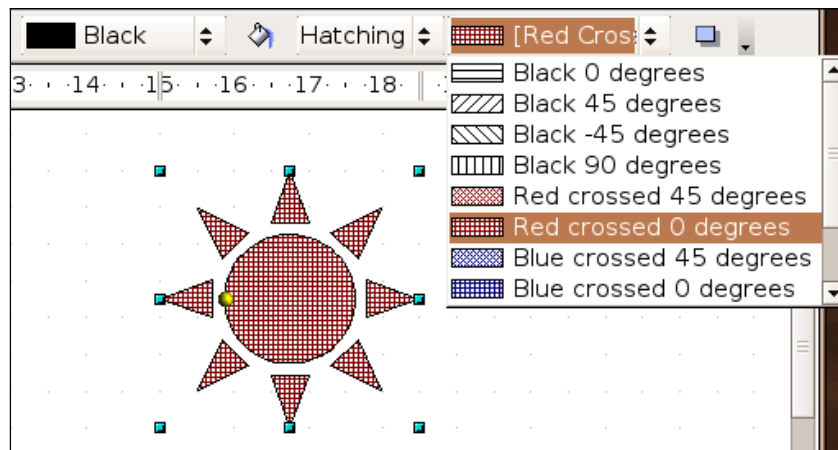 Black Hatching [Red Cros
3 14 15 16 17 18
Black 0 degrees
Black 45 degrees
Black -45 degrees
Black 90 degrees
Red crossed 45 degrees
Red crossed 0 degrees
Blue crossed 45 degrees
Blue crossed 0 degrees